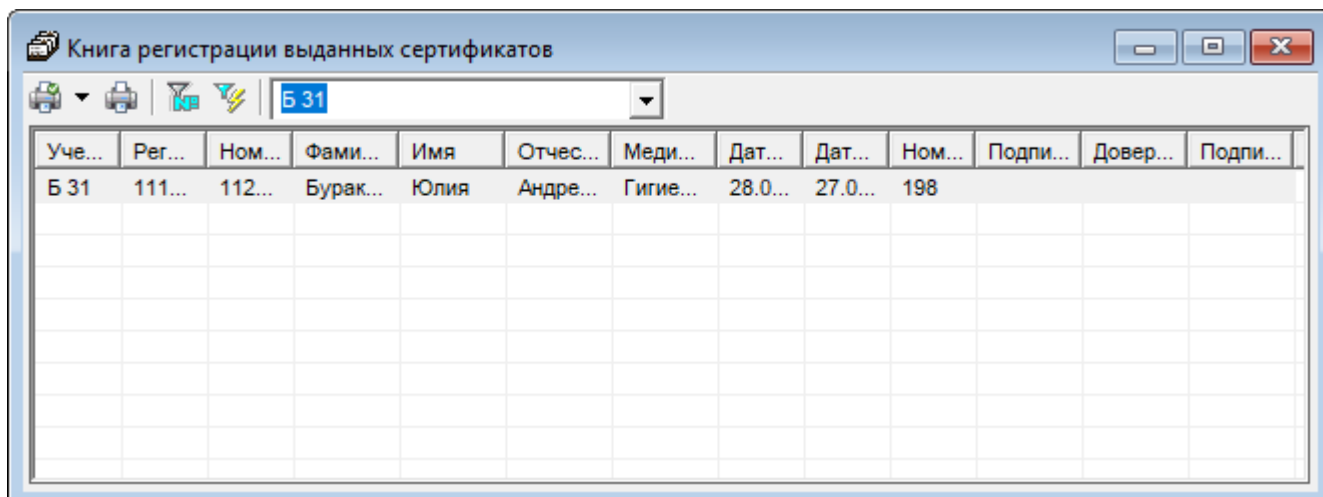 Книга регистрации выданных сертификатов
Б 31
Уче... Рег... Ном... Фами... Имя Отчес... Меди... Дат... Дат... Ном... Подпи... Довер... Подпи...
Б 31 111... 112... Бурак... Юлия Андре... Гигие... 28.0... 27.0... 198